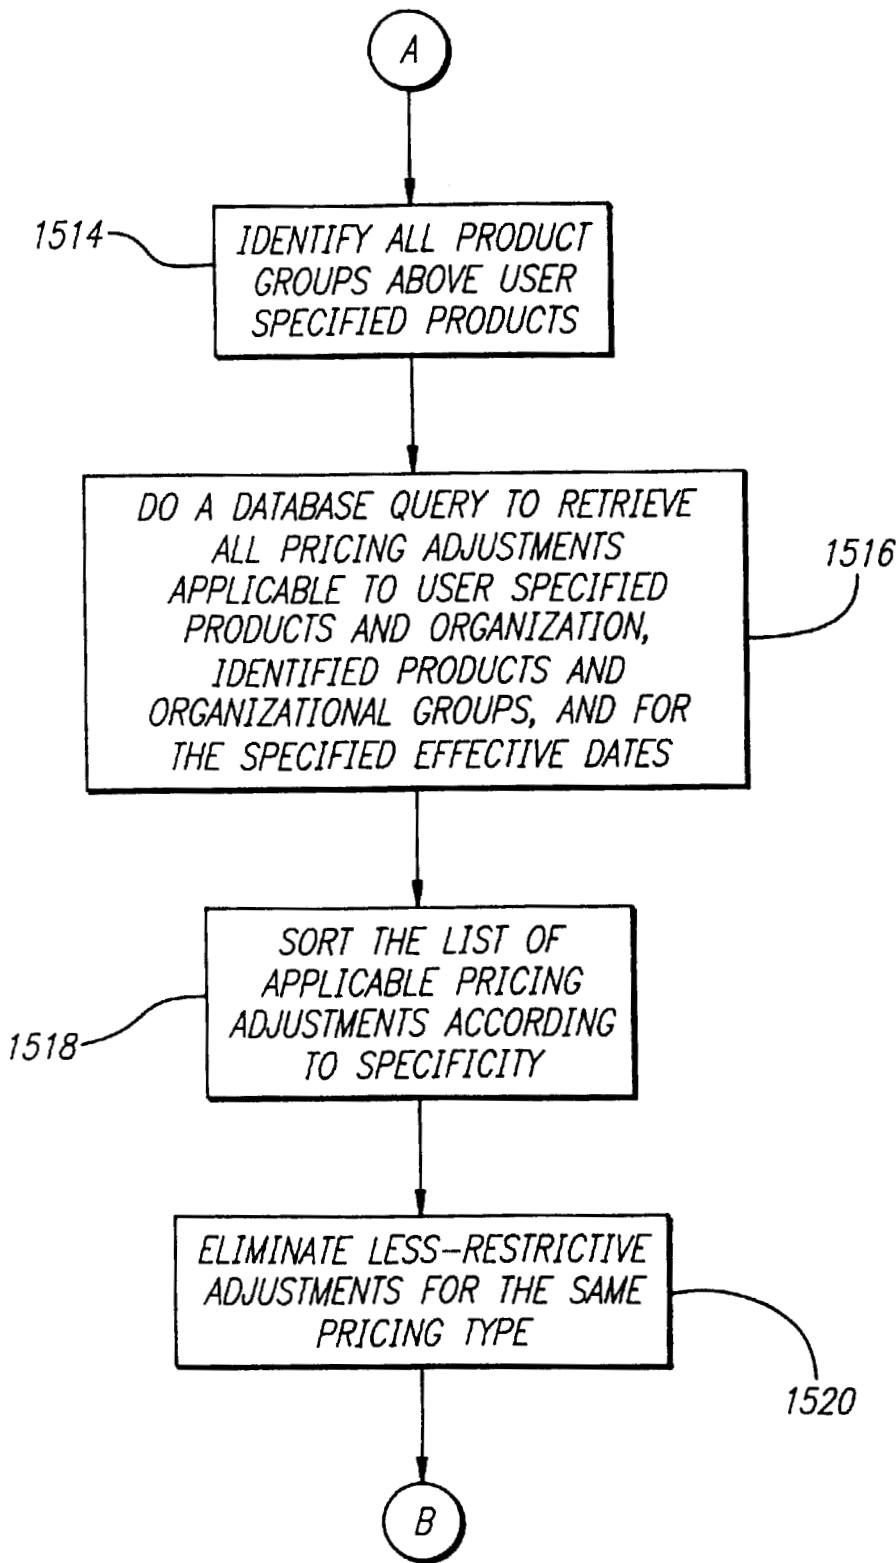 A
1514
IDENTIFY ALL PRODUCT
GROUPS ABOVE USER
SPECIFIED PRODUCTS
DO A DATABASE QUERY TO RETRIEVE
ALL PRICING ADJUSTMENTS
APPLICABLE TO USER SPECIFIED
PRODUCTS AND ORGANIZATION,
IDENTIFIED PRODUCTS AND
ORGANIZATIONAL GROUPS, AND FOR
THE SPECIFIED EFFECTIVE DATES
1516
SORT THE LIST OF
APPLICABLE PRICING
ADJUSTMENTS ACCORDING
TO SPECIFICITY
1518
ELIMINATE LESS-RESTRICTIVE
ADJUSTMENTS FOR THE SAME
PRICING TYPE
1520
B